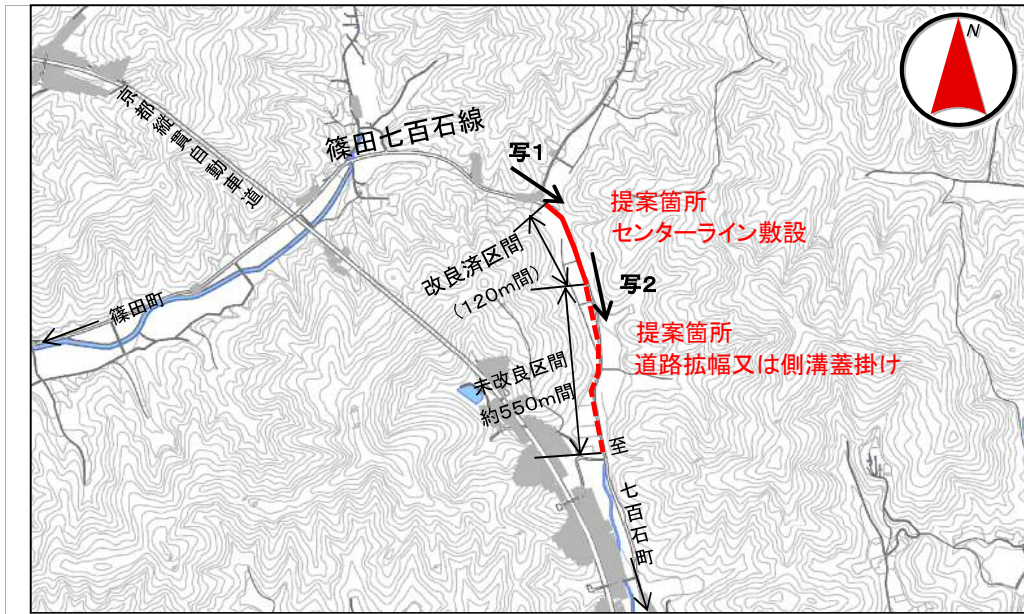 N
京都縦貫自動車道
篠田七百石線
写1
提案箇所
センターライン敷設
改良済区間
（120m間）
写2
篠田町
提案箇所
道路拡幅又は側溝蓋掛け
未改良区間
約550m間
至
七百石町